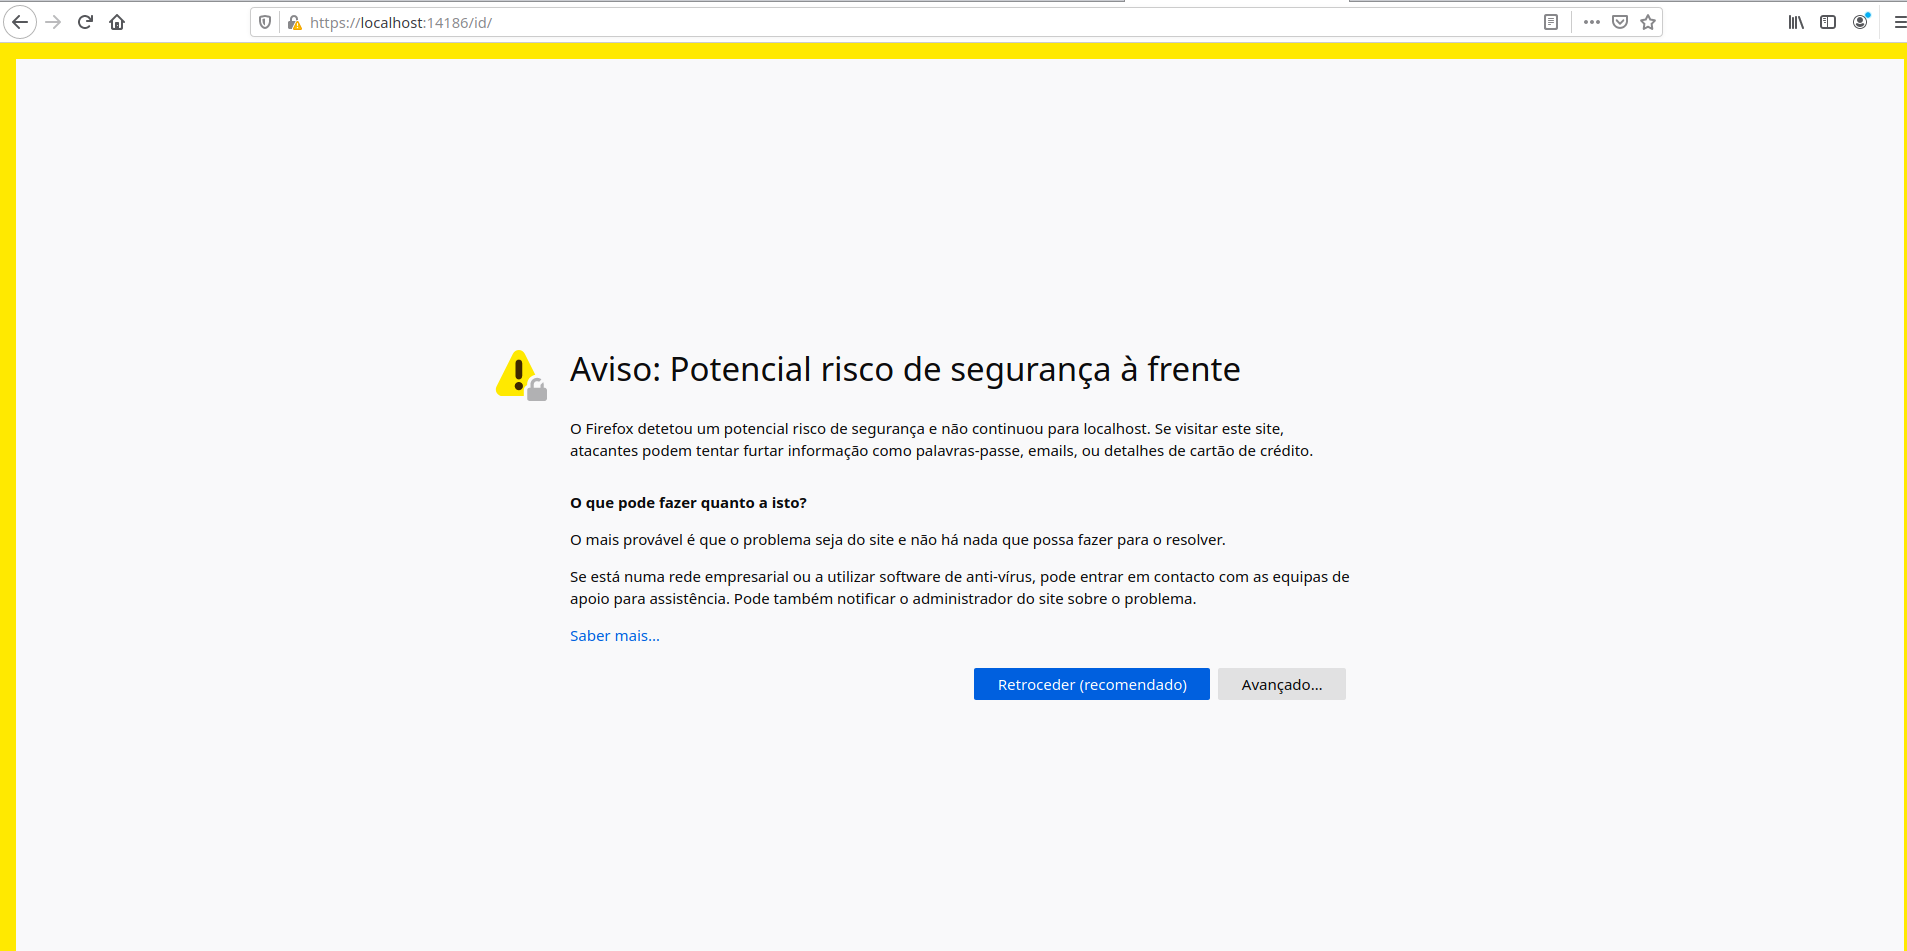 https://localhost:14186/id/
Aviso: Potencial risco de segurança à frente
O Firefox detetou um potencial risco de segurança e não continuou para localhost. Se visitar este site,
atacantes podem tentar furtar informação como palavras-passe, emails, ou detalhes de cartão de crédito.
O que pode fazer quanto a isto?
O mais provável é que o problema seja do site e não há nada que possa fazer para o resolver.
Se está numa rede empresarial ou a utilizar software de anti-vírus, pode entrar em contacto com as equipas de
apoio para assistência. Pode também notificar o administrador do site sobre o problema.
Saber mais...
Retroceder (recomendado) Avançado...